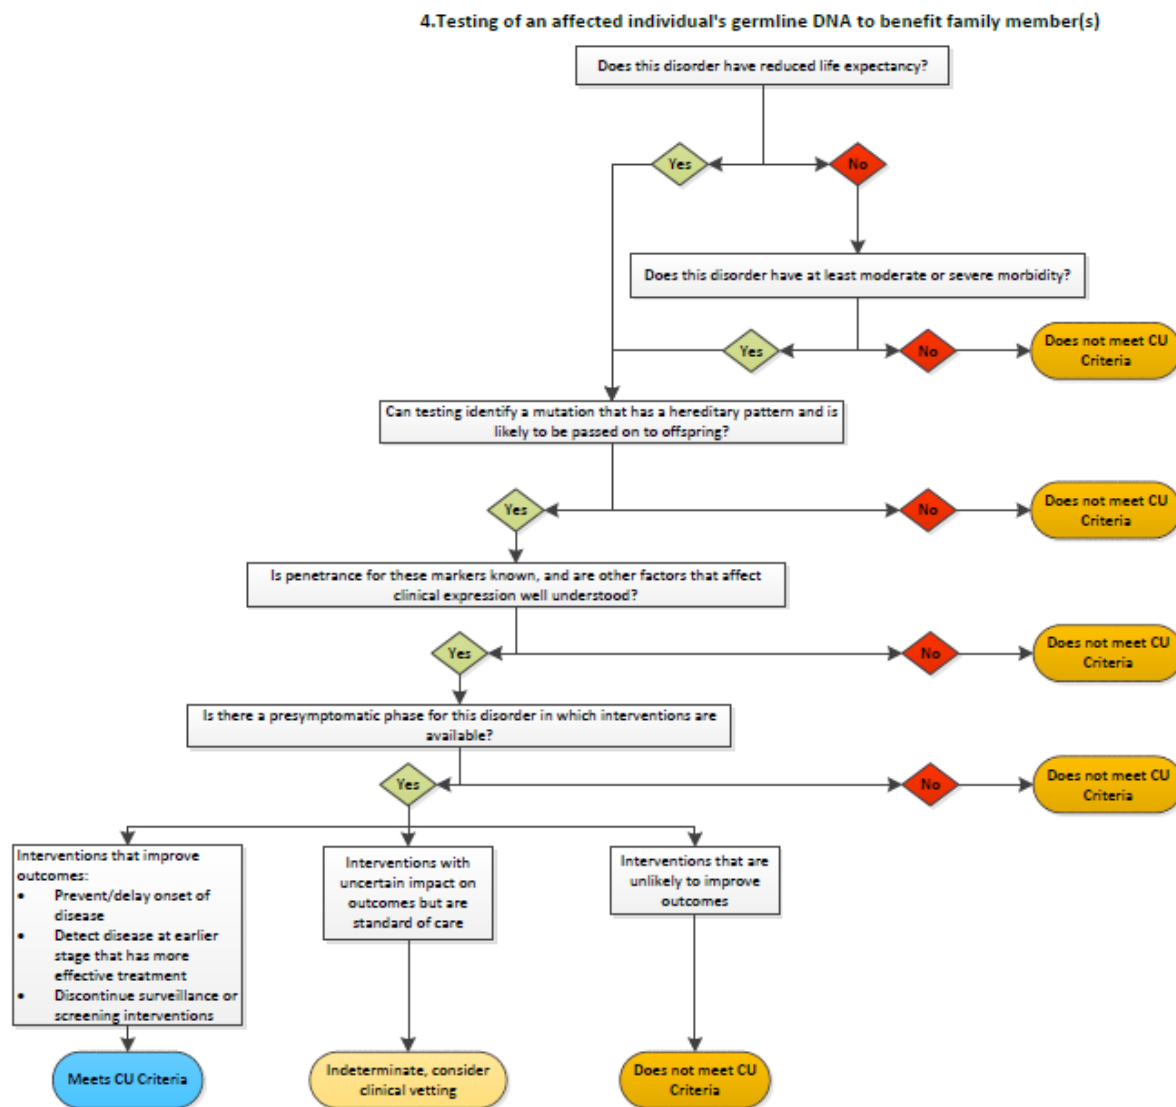 4.Testing of an affected individual's germline DNA to benefit family member(s)
Does this disorder have reduced life expectancy?
Yes
No
Does this disorder have at least moderate or severe morbidity?
Yes
No
Does not meet CU
Criteria
Can testing identify a mutation that has a hereditary pattern and is
likely to be passed on to offspring?
Yes
No
Does not meet CU
Criteria
Is penetrance for these markers known, and are other factors that affect
clinical expression well understood?
Yes
No
Does not meet CU
Criteria
Is there a presymptomatic phase for this disorder in which interventions are
available?
Yes
No
Does not meet CU
Criteria
Interventions that improve
outcomes:
• Prevent/delay onset of
disease
• Detect disease at earlier
stage that has more
effective treatment
• Discontinue surveillance or
screening interventions
Interventions with
uncertain impact on
outcomes but are
standard of care
Interventions that are
unlikely to improve
outcomes
Meets CU Criteria
Indeterminate, consider
clinical vetting
Does not meet CU
Criteria